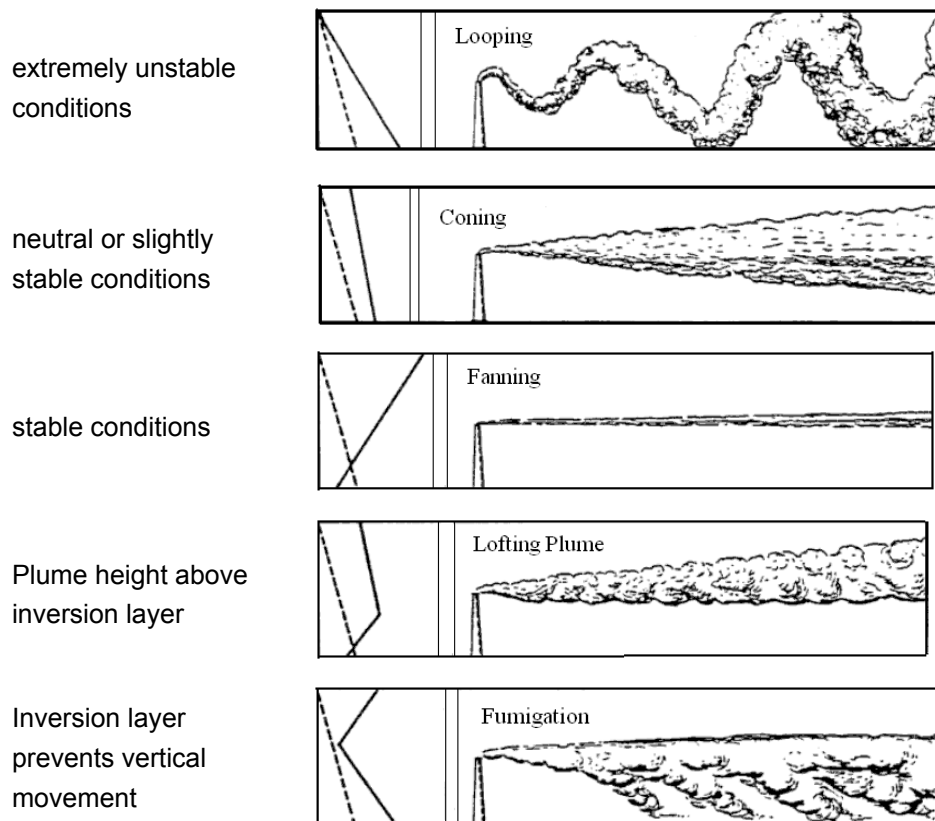 extremely unstable
conditions
Looping
neutral or slightly
stable conditions
Coning
stable conditions
Fanning
Plume height above
inversion layer
Lofting Plume
Inversion layer
prevents vertical
movement
Fumigation